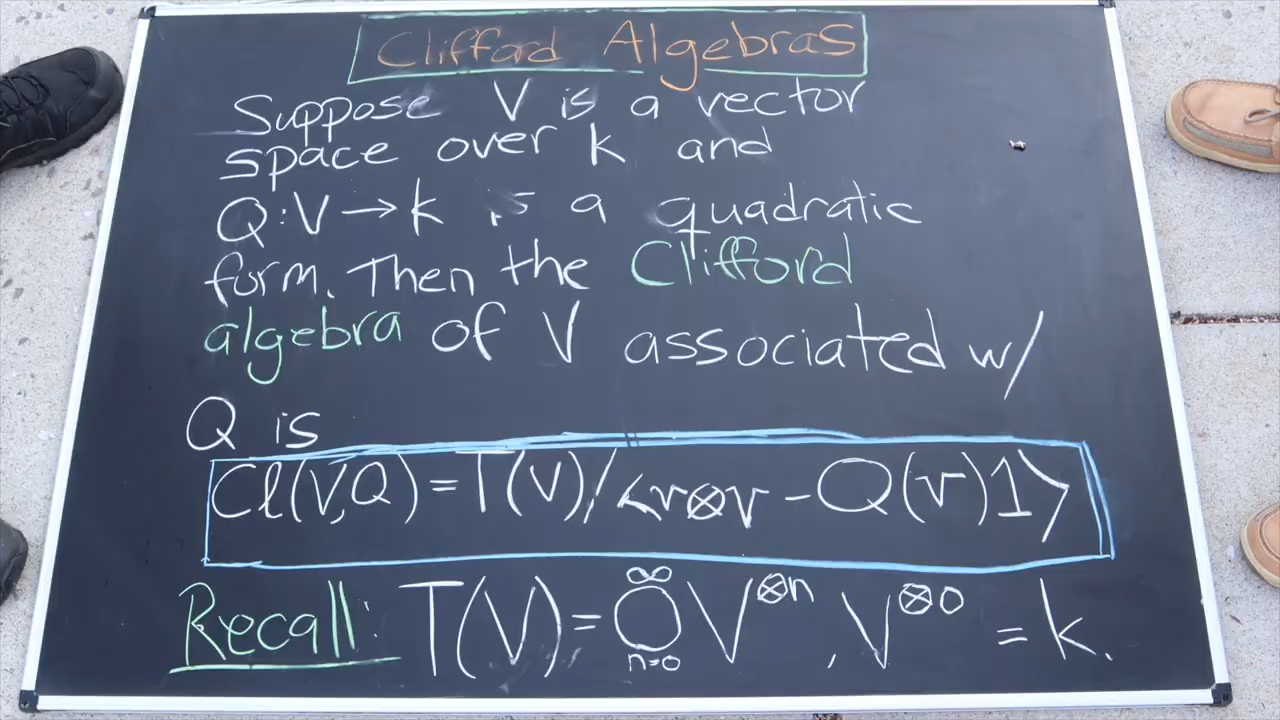 Clifford Algebras
Suppose V is a vector
space over k and
Q:V→k is a quadratic
form. Then the Clifford
algebra of V associated w/
Q is
Cl(V,Q)=T(V)/<v⊗v-Q(v)1>
Recall: T(V)=○_{n=0}^∞ V^{⊗n}, V^{⊗0} = k.